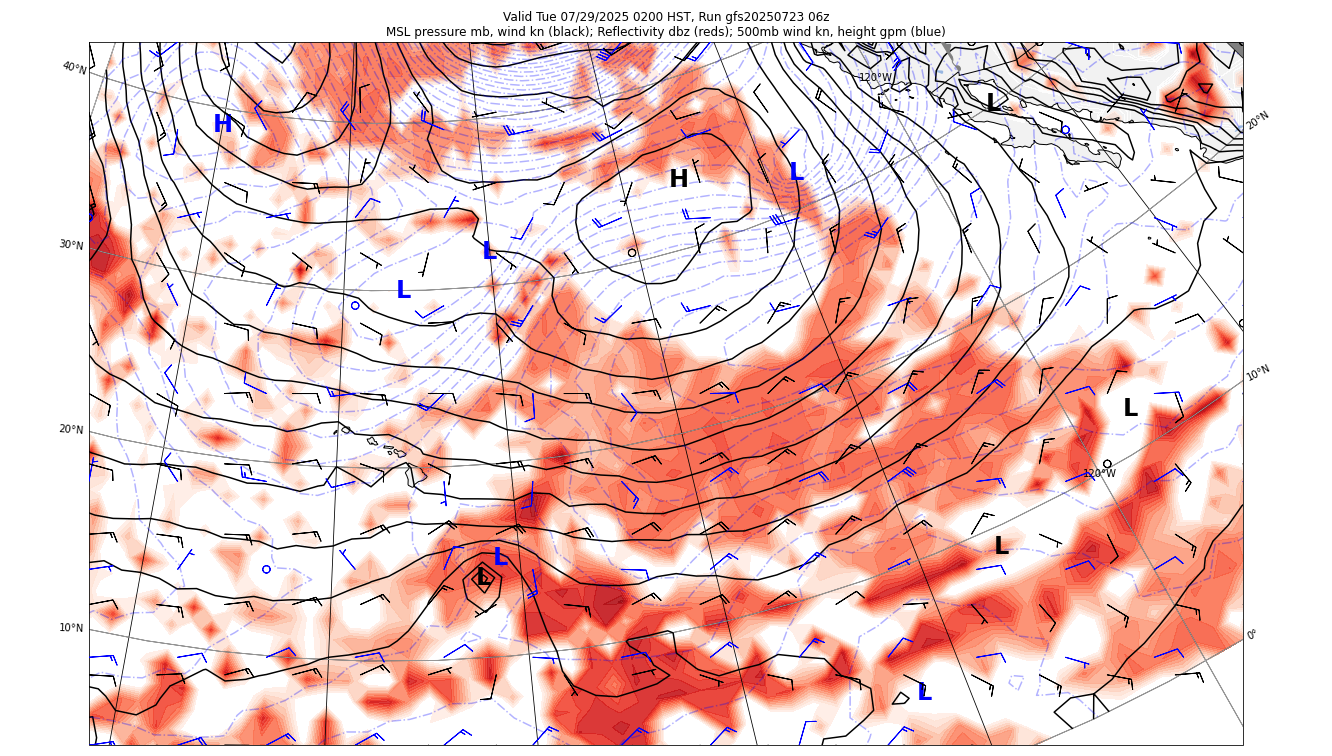 Valid Tue 07/29/2025 0200 HST, Run gfs20250723 06z
MSL pressure mb, wind kn (black); Reflectivity dbz (reds); 500mb wind kn, height gpm (blue)
40°N
120°W
L
20°N
H
H
L
30°N
L
L
10°N
L
20°N
120°W
L
L
L
10°N
0°
L